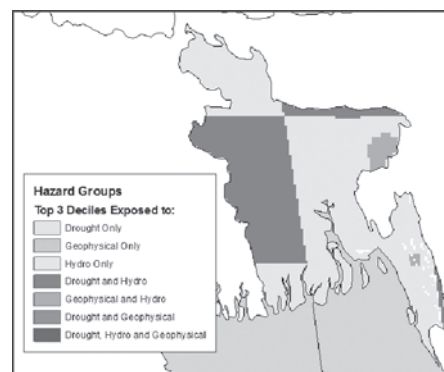 Hazard Groups
Top 3 Deciles Exposed to:
Drought Only
Geophysical Only
Hydro Only
Drought and Hydro
Geophysical and Hydro
Drought and Geophysical
Drought, Hydro and Geophysical